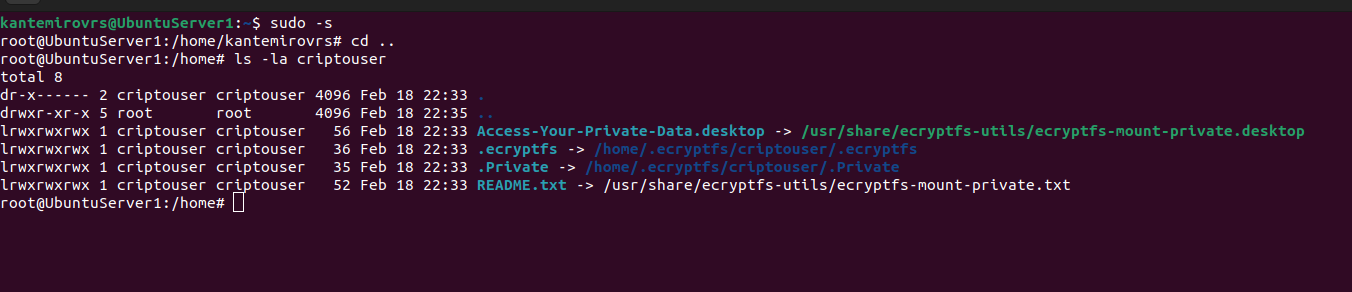 kantemirovrs@UbuntuServer1:~$ sudo -s
root@UbuntuServer1:/home/kantemirovrs# cd ..
root@UbuntuServer1:/home# ls -la criptouser
total 8
dr-x------ 2 criptouser criptouser 4096 Feb 18 22:33 .
drwxr-xr-x 5 root       root       4096 Feb 18 22:35 ..
lrwxrwxrwx 1 criptouser criptouser   56 Feb 18 22:33 Access-Your-Private-Data.desktop -> /usr/share/ecryptfs-utils/ecryptfs-mount-private.desktop
lrwxrwxrwx 1 criptouser criptouser   36 Feb 18 22:33 .ecryptfs -> /home/.ecryptfs/criptouser/.ecryptfs
lrwxrwxrwx 1 criptouser criptouser   35 Feb 18 22:33 .Private -> /home/.ecryptfs/criptouser/.Private
lrwxrwxrwx 1 criptouser criptouser   52 Feb 18 22:33 README.txt -> /usr/share/ecryptfs-utils/ecryptfs-mount-private.txt
root@UbuntuServer1:/home#